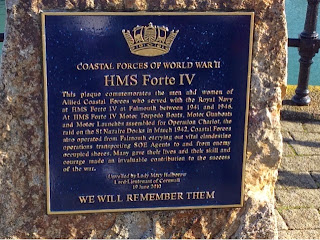 COASTAL FORCES OF WORLD WAR II
HMS Forte IV
This plaque commemorates the men and women of
Allied Coastal Forces who served with the Royal Navy
at HMS Forte IV at Falmouth between 1941 and 1946.
At HMS Forte IV Motor Torpedo Boats, Motor Gunboats
and Motor Launches assembled for Operation Chariot, the
raid on the St Nazaire Docks in March 1942. Coastal Forces
also operated from Falmouth carrying out vital clandestine
operations transporting SOE Agents to and from enemy
occupied shores. Many gave their lives and their skill and
courage made an invaluable contribution to the success
of the war.
Unveiled by Lady Mary Holborow
Lord-Lieutenant of Cornwall
19 June 2010
WE WILL REMEMBER THEM